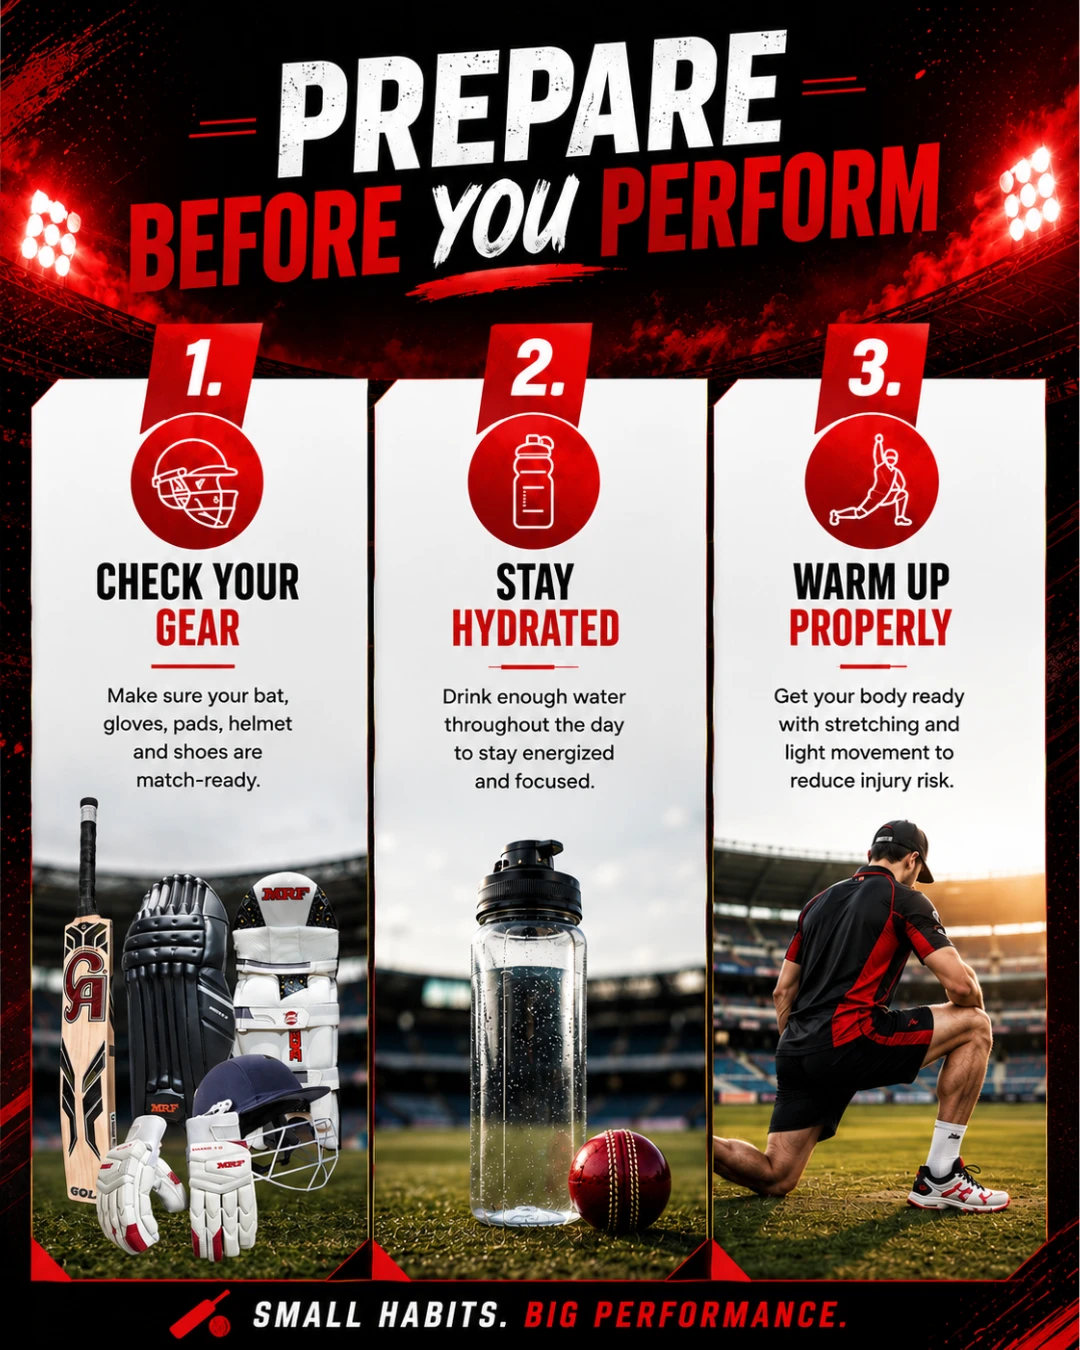 PREPARE
BEFORE YOU PERFORM
1.
CHECK YOUR
GEAR
Make sure your bat,
gloves, pads, helmet
and shoes are
match-ready.
2.
STAY
HYDRATED
Drink enough water
throughout the day
to stay energized
and focused.
3.
WARM UP
PROPERLY
Get your body ready
with stretching and
light movement to
reduce injury risk.
CA
GOL
MRF
MRF
MRF
SMALL HABITS. BIG PERFORMANCE.